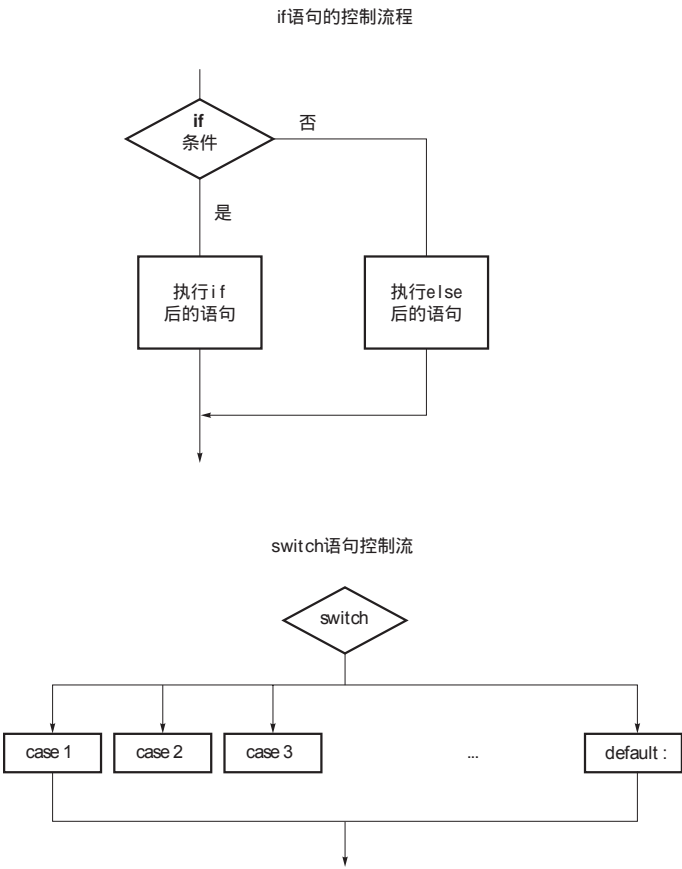 if语句的控制流程
if
条件
否
是
执行if
后的语句
执行else
后的语句
switch语句控制流
switch
case 1
case 2
case 3
...
default :